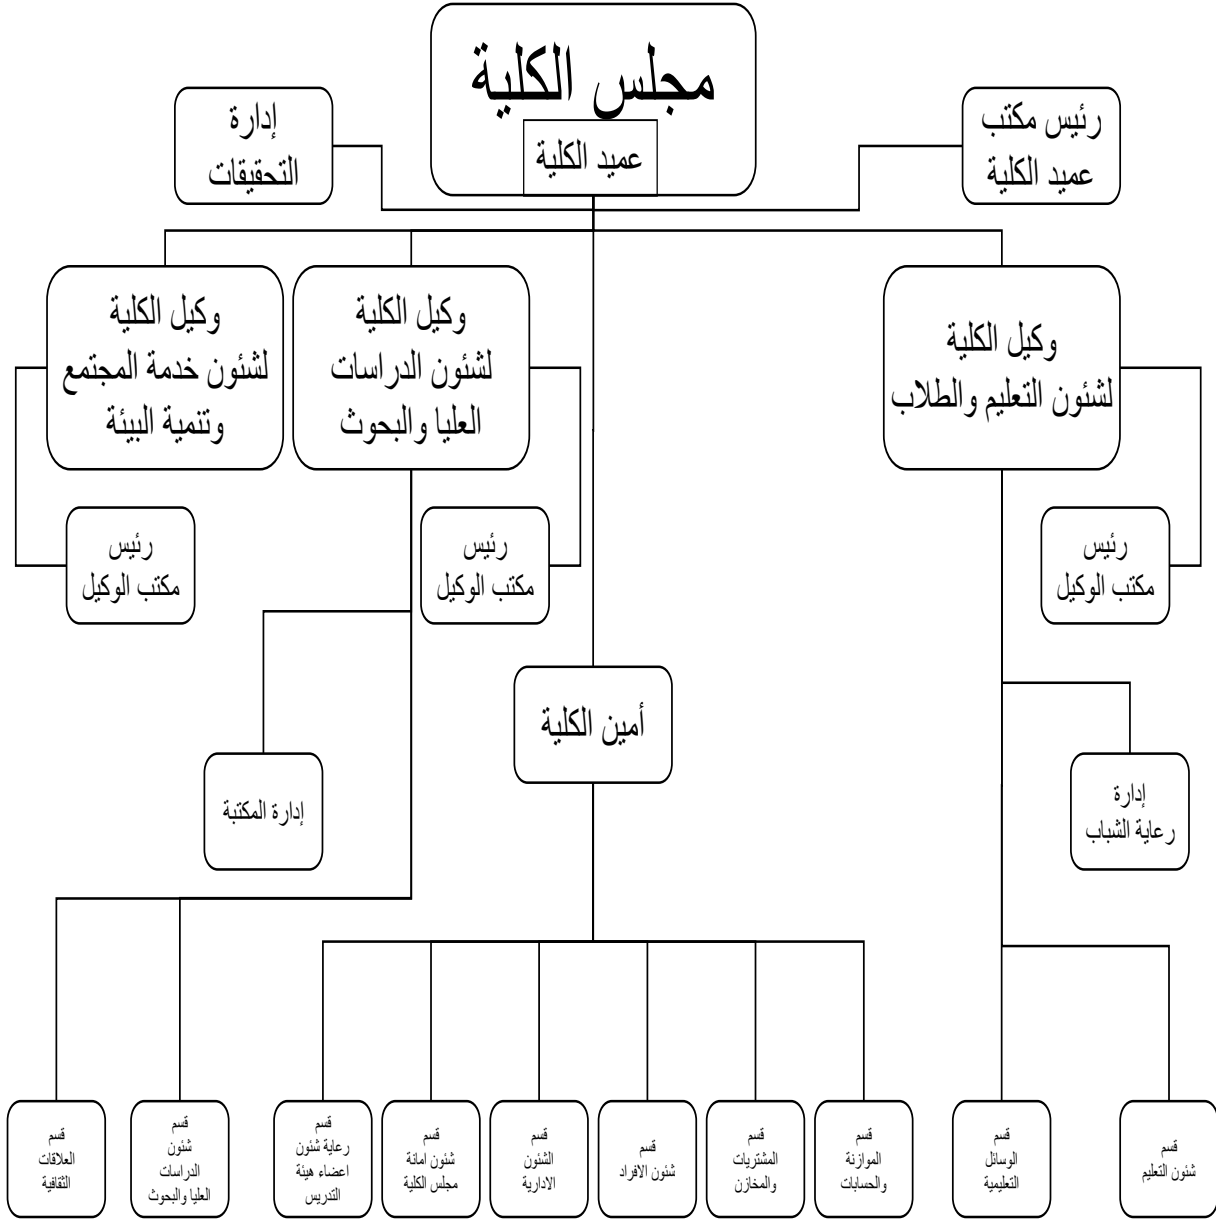 مجلس الكلية
عميد الكلية
رئيس مكتب
عميد الكلية
إدارة
التحقيقات
وكيل الكلية
لشئون التعليم والطلاب
وكيل الكلية
لشئون الدراسات
العليا والبحوث
وكيل الكلية
لشئون خدمة المجتمع
وتنمية البيئة
رئيس
مكتب الوكيل
رئيس
مكتب الوكيل
رئيس
مكتب الوكيل
أمين الكلية
إدارة
رعاية الشباب
إدارة المكتبة
قسم
شئون التعليم
قسم
الوسائل
التعليمية
قسم
الموازنة
والحسابات
قسم
المشتريات
والمخازن
قسم
شئون الافراد
قسم
الشئون
الادارية
قسم
شئون امانة
مجلس الكلية
قسم
رعاية شئون
اعضاء هيئة
التدريس
قسم
شئون
الدراسات
العليا والبحوث
قسم
العلاقات
الثقافية